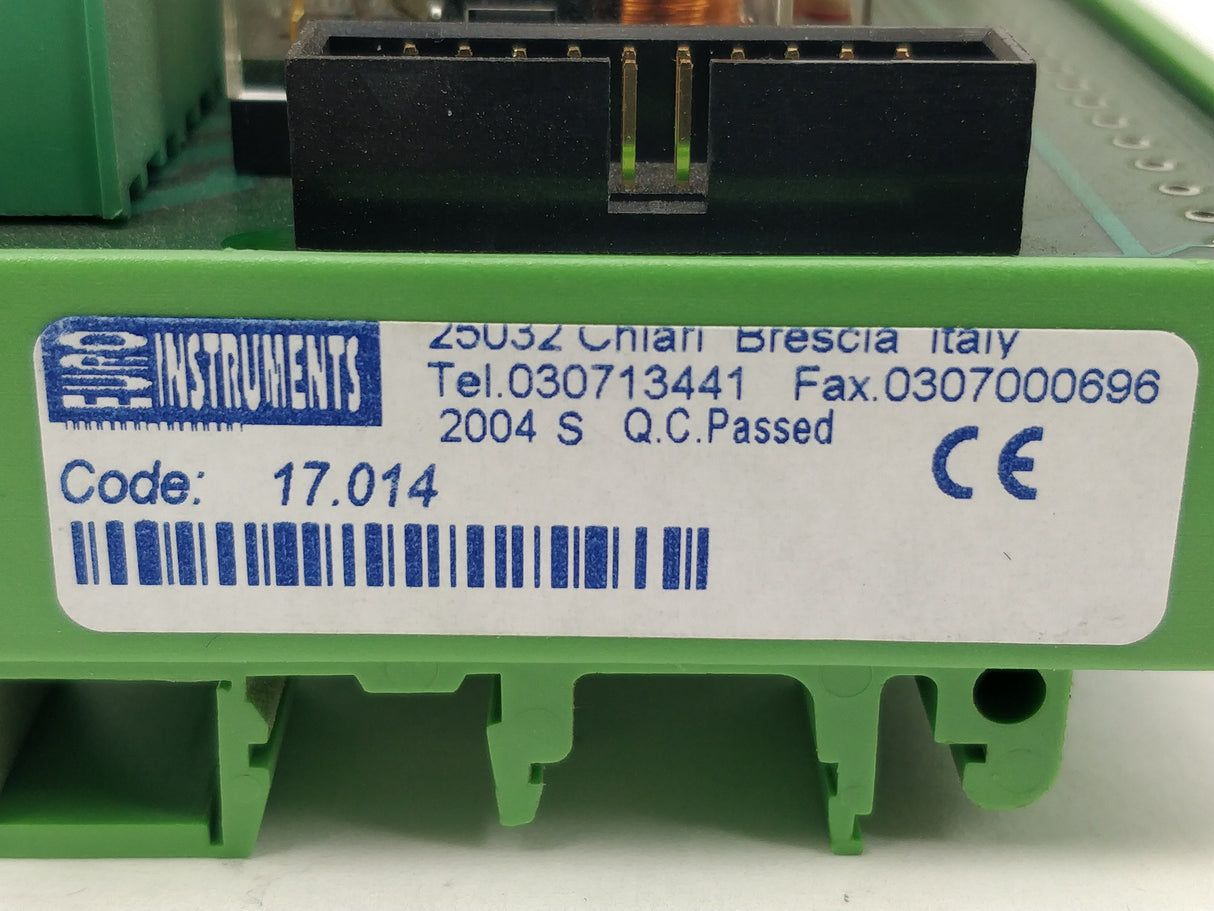 EURO INSTRUMENTS
25032 Chiari Brescia Italy
Tel.030713441 Fax.0307000696
2004 S Q.C.Passed
CE
Code: 17.014